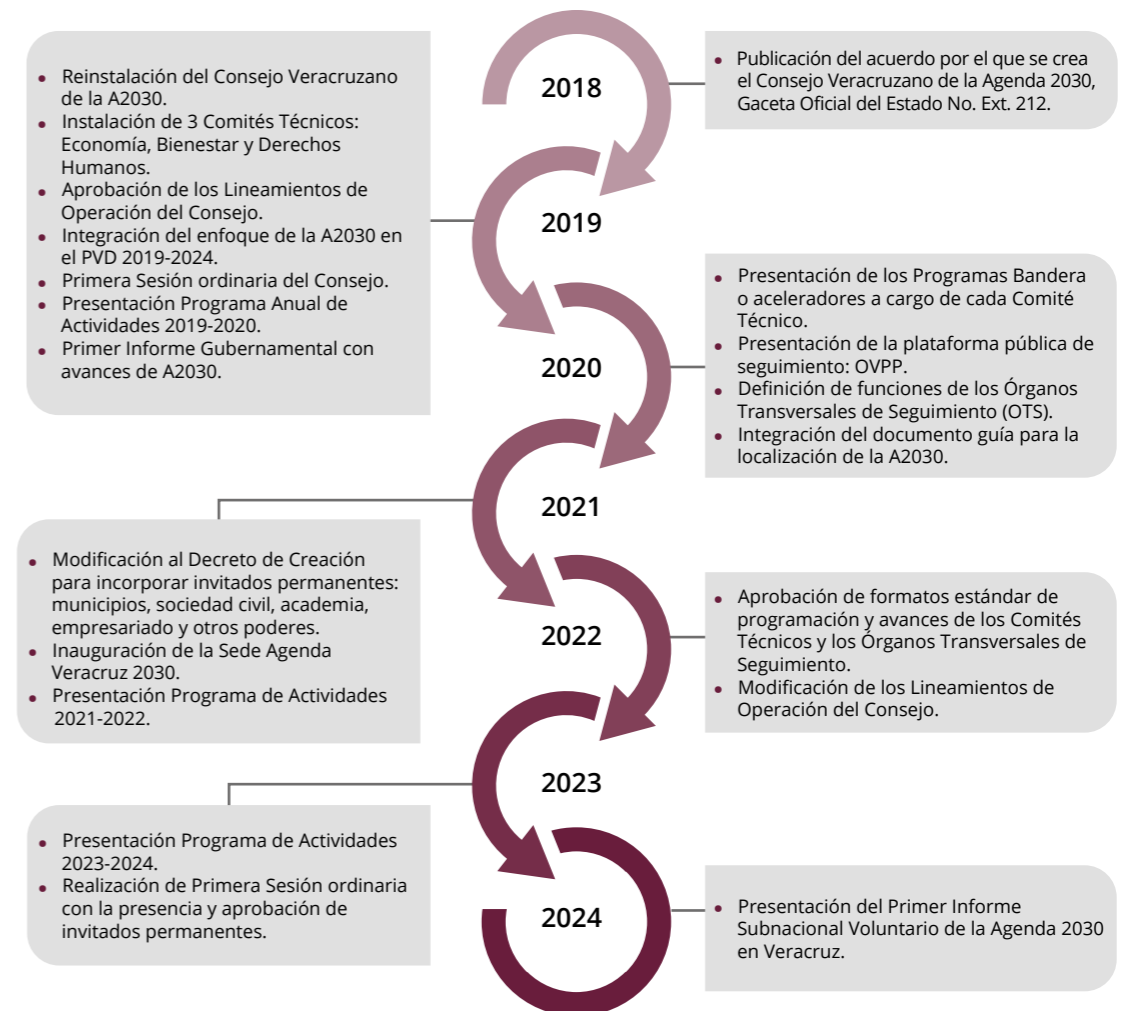 2018
• Publicación del acuerdo por el que se crea
el Consejo Veracruzano de la Agenda 2030,
Gaceta Oficial del Estado No. Ext. 212.
2019
• Reinstalación del Consejo Veracruzano
de la A2030.
• Instalación de 3 Comités Técnicos:
Economía, Bienestar y Derechos
Humanos.
• Aprobación de los Lineamientos de
Operación del Consejo.
• Integración del enfoque de la A2030 en
el PVD 2019-2024.
• Primera Sesión ordinaria del Consejo.
• Presentación Programa Anual de
Actividades 2019-2020.
• Primer Informe Gubernamental con
avances de A2030.
2020
• Presentación de los Programas Bandera
o aceleradores a cargo de cada Comité
Técnico.
• Presentación de la plataforma pública de
seguimiento: OVPP.
• Definición de funciones de los Órganos
Transversales de Seguimiento (OTS).
• Integración del documento guía para la
localización de la A2030.
2021
• Modificación al Decreto de Creación
para incorporar invitados permanentes:
municipios, sociedad civil, academia,
empresariado y otros poderes.
• Inauguración de la Sede Agenda
Veracruz 2030.
• Presentación Programa de Actividades
2021-2022.
2022
• Aprobación de formatos estándar de
programación y avances de los Comités
Técnicos y los Órganos Transversales de
Seguimiento.
• Modificación de los Lineamientos de
Operación del Consejo.
2023
• Presentación Programa de Actividades
2023-2024.
• Realización de Primera Sesión ordinaria
con la presencia y aprobación de
invitados permanentes.
2024
• Presentación del Primer Informe
Subnacional Voluntario de la Agenda 2030
en Veracruz.